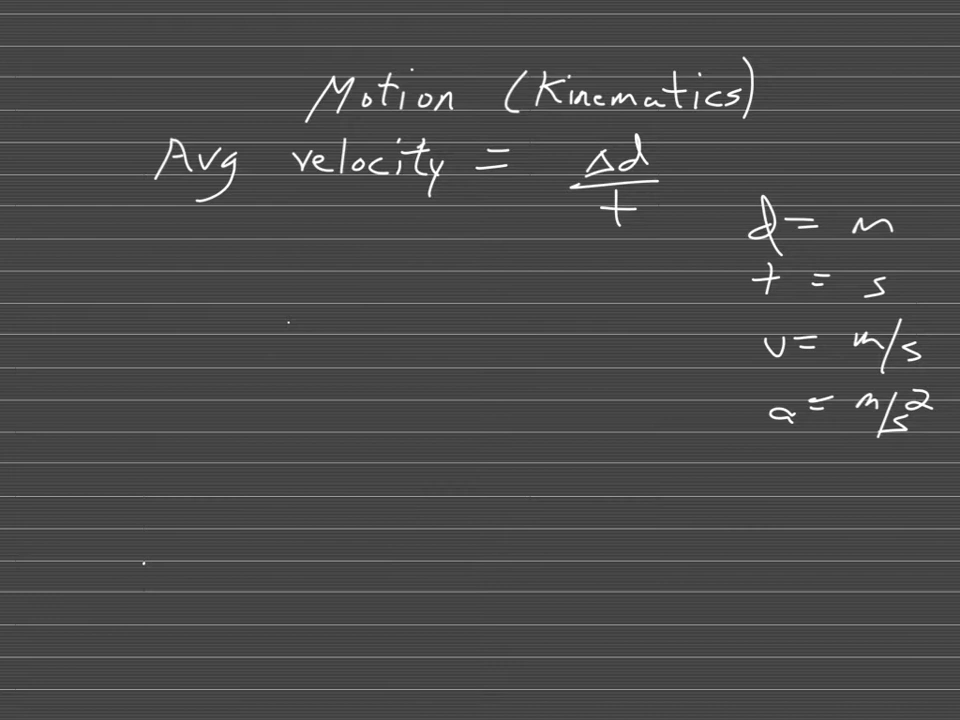 Motion (Kinematics)
Avg velocity = Δd/t
d = m
t = s
v = m/s
a = m/s²